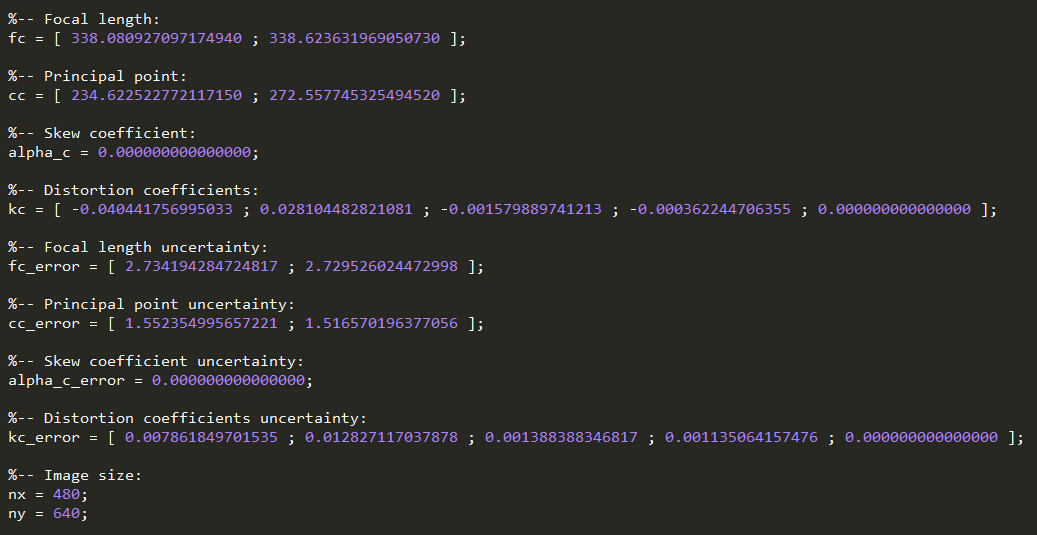 %-- Focal length:
fc = [ 338.080927097174940 ; 338.623631969050730 ];
%-- Principal point:
cc = [ 234.622522772117150 ; 272.557745325494520 ];
%-- Skew coefficient:
alpha_c = 0.000000000000000;
%-- Distortion coefficients:
kc = [ -0.040441756995033 ; 0.028104482821081 ; -0.001579889741213 ; -0.000362244706355 ; 0.000000000000000 ];
%-- Focal length uncertainty:
fc_error = [ 2.734194284724817 ; 2.729526024472998 ];
%-- Principal point uncertainty:
cc_error = [ 1.552354995657221 ; 1.516570196377056 ];
%-- Skew coefficient uncertainty:
alpha_c_error = 0.000000000000000;
%-- Distortion coefficients uncertainty:
kc_error = [ 0.007861849701535 ; 0.012827117037878 ; 0.001388388346817 ; 0.001135064157476 ; 0.000000000000000 ];
%-- Image size:
nx = 480;
ny = 640;